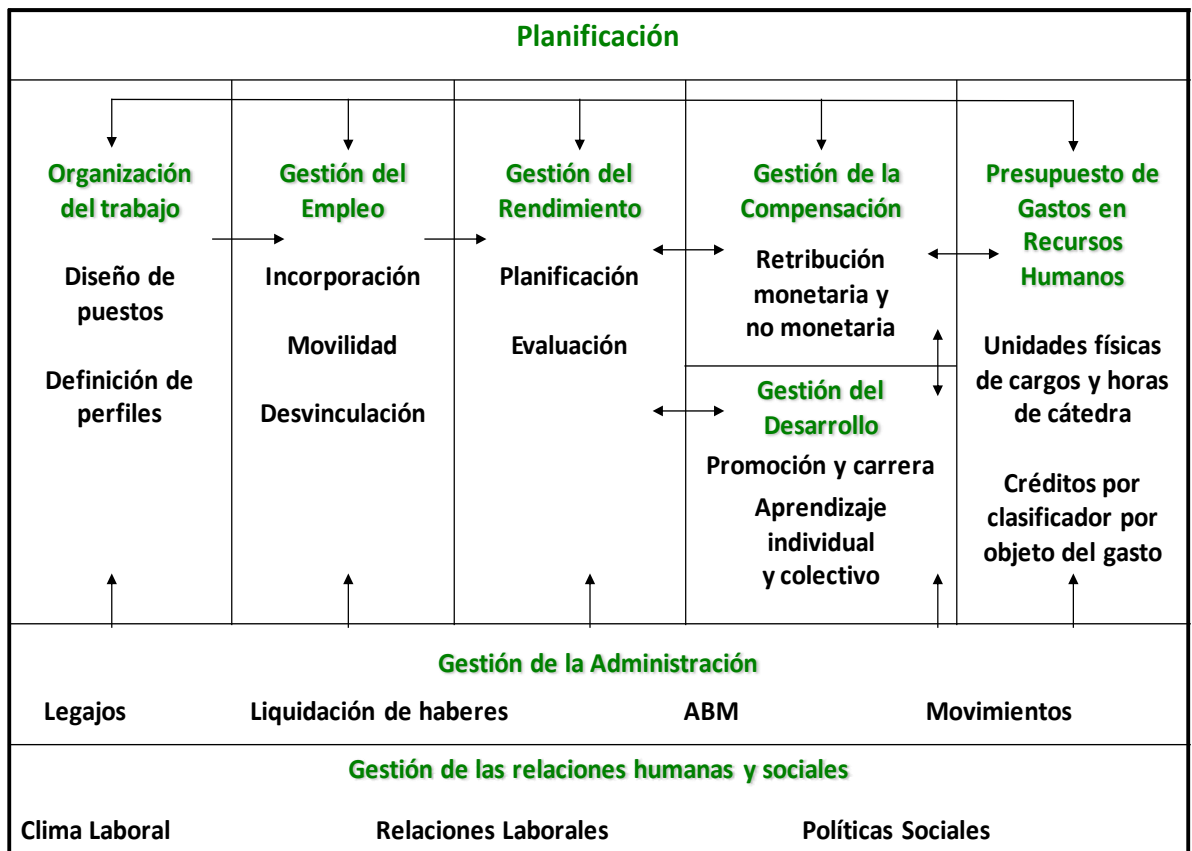 Planificación
Organización
del trabajo
Diseño de
puestos
Definición de
perfiles
Gestión del
Empleo
Incorporación
Movilidad
Desvinculación
Gestión del
Rendimiento
Planificación
Evaluación
Gestión de la
Compensación
Retribución
monetaria y
no monetaria
Gestión del
Desarrollo
Promoción y carrera
Aprendizaje
individual
y colectivo
Presupuesto de
Gastos en
Recursos
Humanos
Unidades físicas
de cargos y horas
de cátedra
Créditos por
clasificador por
objeto del gasto
Gestión de la Administración
Legajos Liquidación de haberes ABM Movimientos
Gestión de las relaciones humanas y sociales
Clima Laboral Relaciones Laborales Políticas Sociales